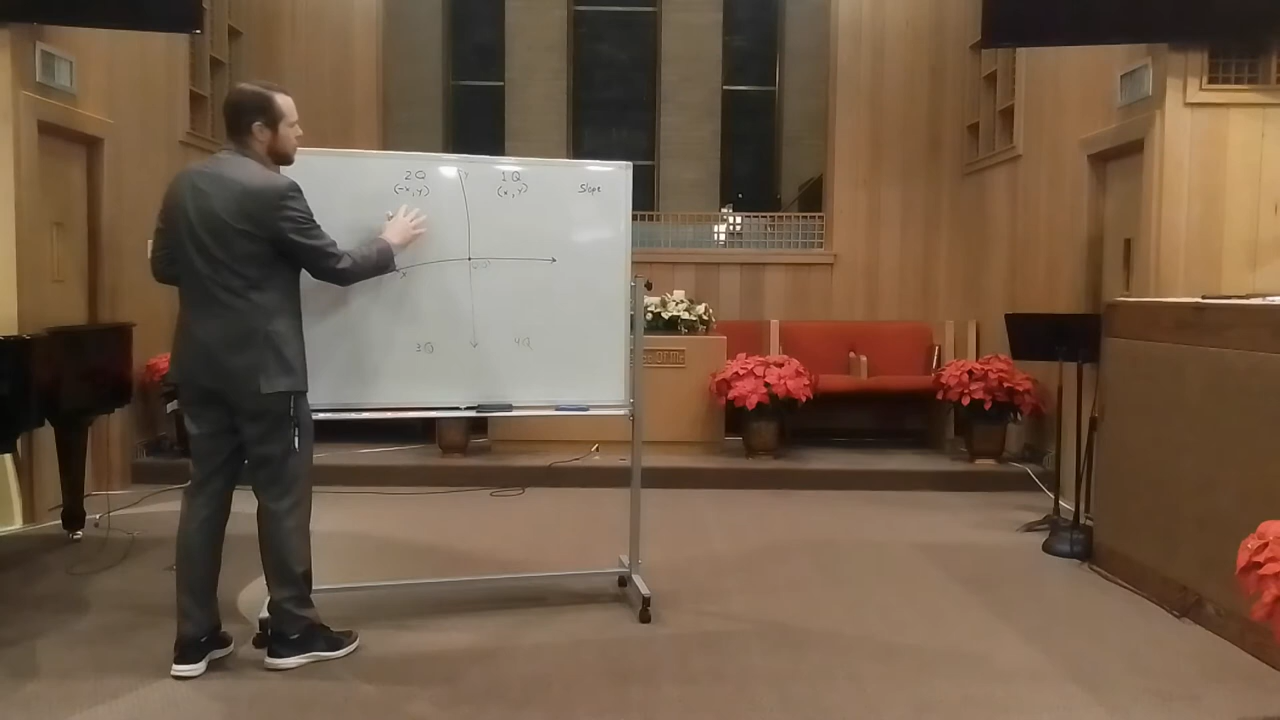 2Q 1Q
(-x, y) (x, y) Slope
y
x
3Q 4Q